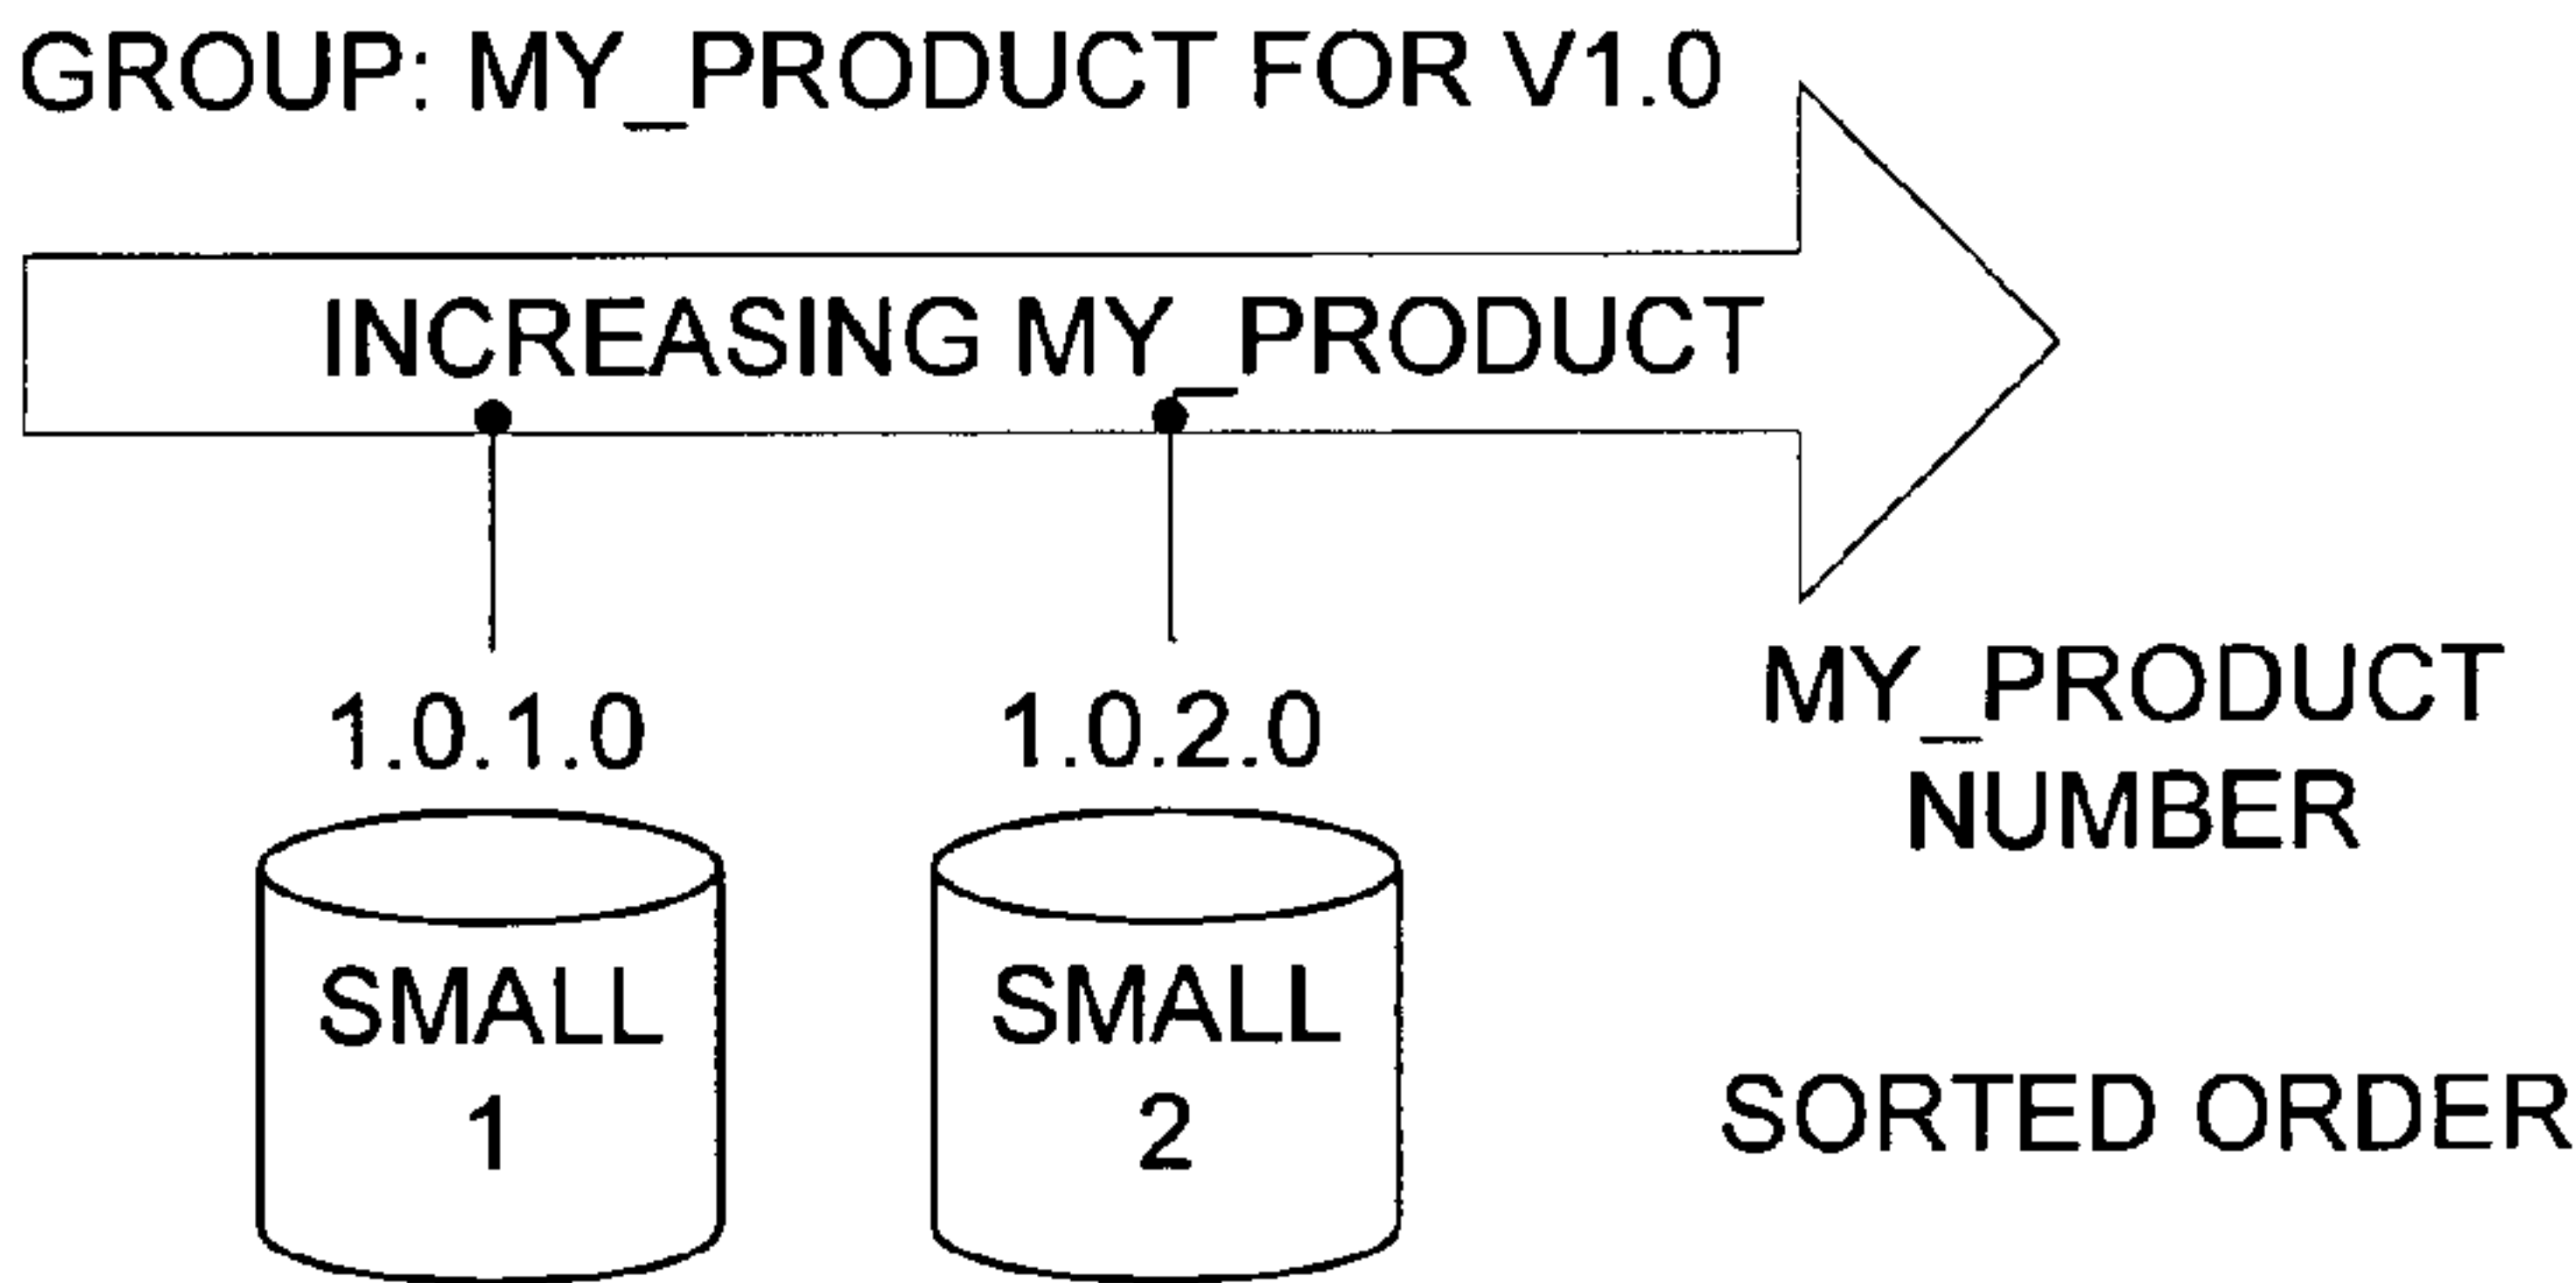 GROUP: MY_PRODUCT FOR V1.0
INCREASING MY_PRODUCT
1.0.1.0
1.0.2.0
MY_PRODUCT
NUMBER
SMALL
1
SMALL
2
SORTED ORDER